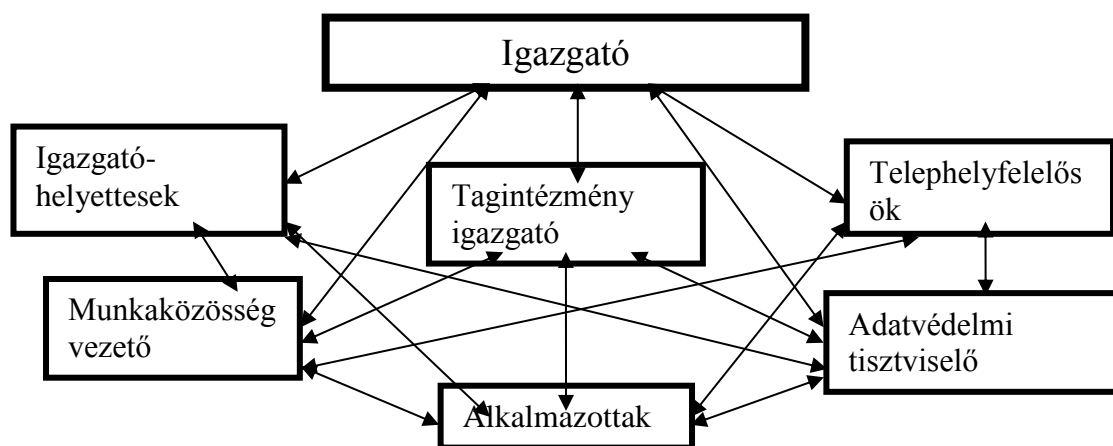 Igazgató
Igazgató-
helyettesek
Tagintézmény
igazgató
Telephelyfelelős
ök
Munkaközösség
vezető
Adatvédelmi
tisztviselő
Alkalmazottak